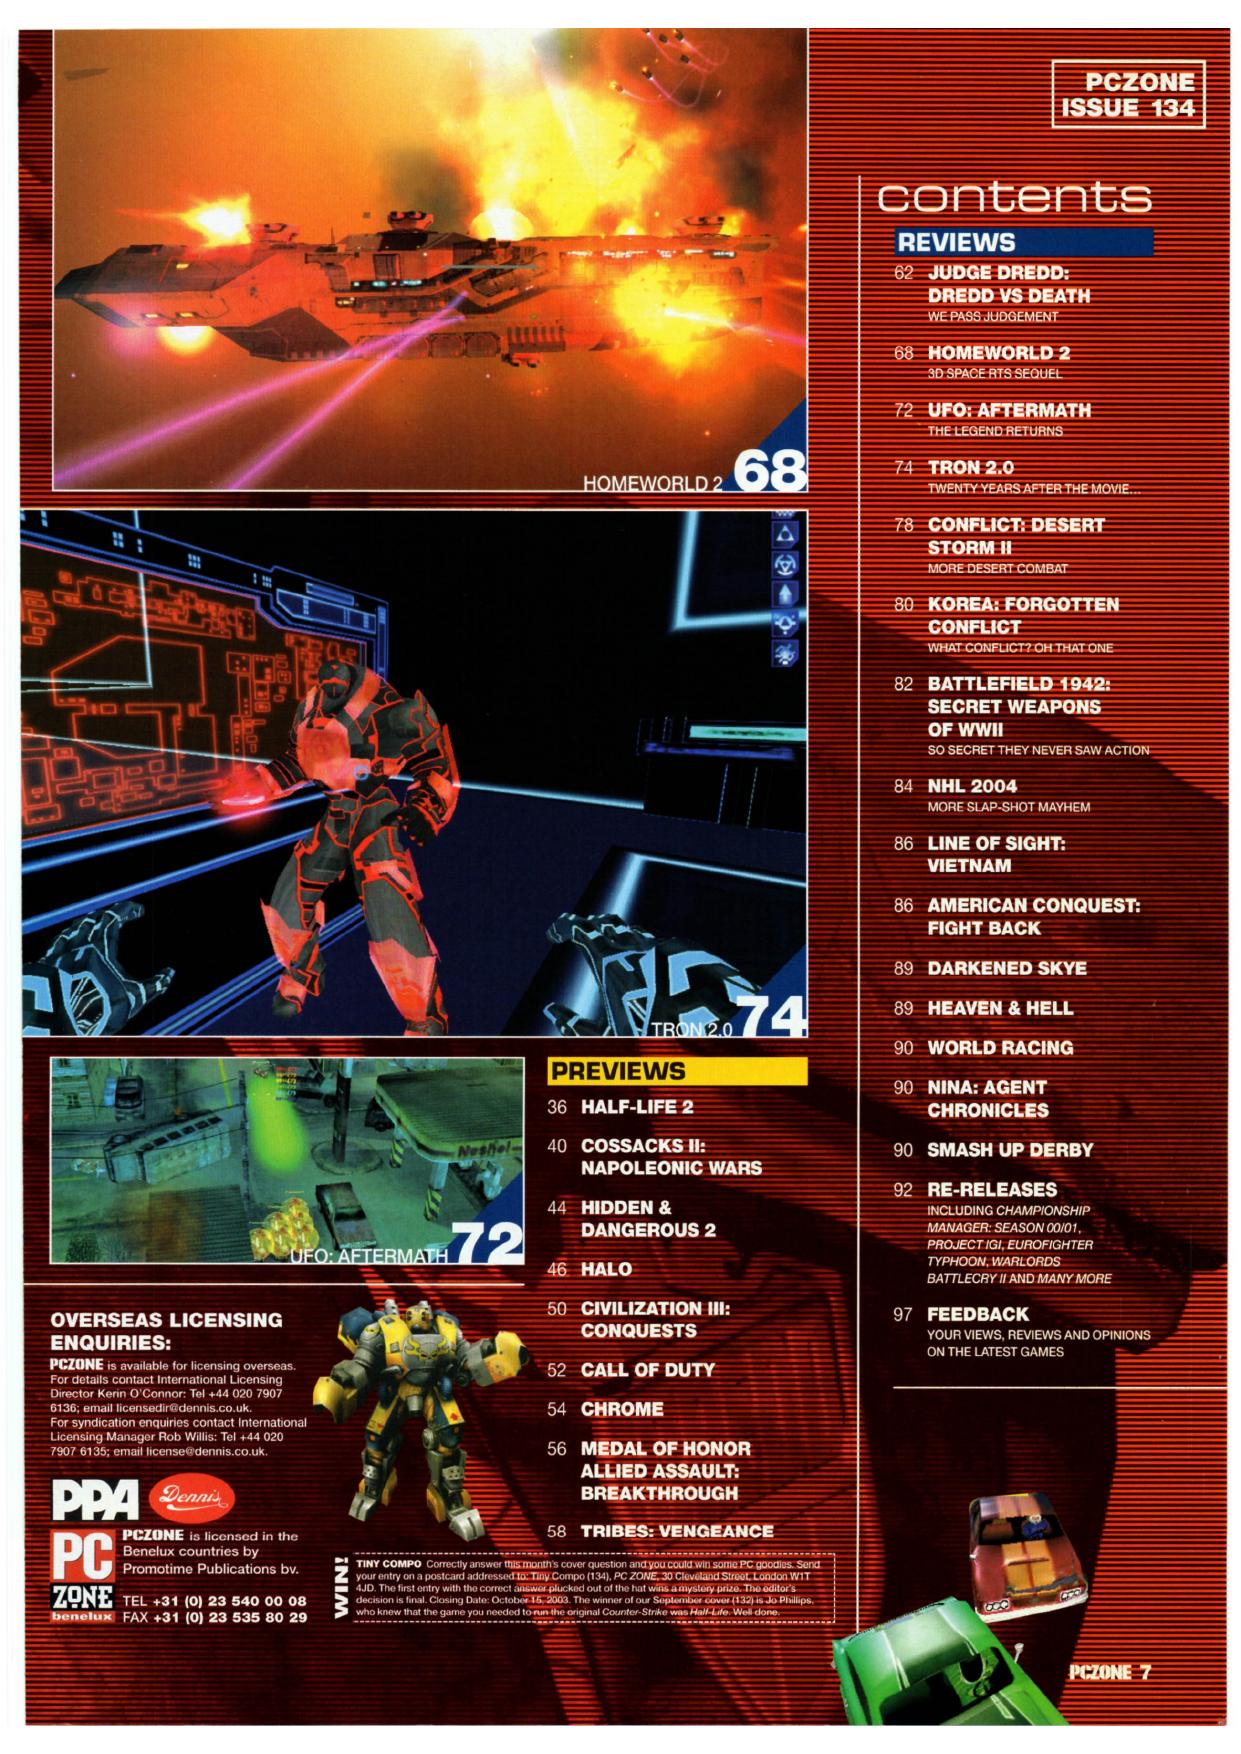 PCZONE
ISSUE 134
contents
REVIEWS
62 JUDGE DREDD:
DREDD VS DEATH
WE PASS JUDGEMENT
68 HOMEWORLD 2
3D SPACE RTS SEQUEL
72 UFO: AFTERMATH
THE LEGEND RETURNS
74 TRON 2.0
TWENTY YEARS AFTER THE MOVIE...
78 CONFLICT: DESERT
STORM II
MORE DESERT COMBAT
80 KOREA: FORGOTTEN
CONFLICT
WHAT CONFLICT? OH THAT ONE
82 BATTLEFIELD 1942:
SECRET WEAPONS
OF WWII
SO SECRET THEY NEVER SAW ACTION
84 NHL 2004
MORE SLAP-SHOT MAYHEM
86 LINE OF SIGHT:
VIETNAM
86 AMERICAN CONQUEST:
FIGHT BACK
89 DARKENED SKYE
89 HEAVEN & HELL
90 WORLD RACING
90 NINA: AGENT
CHRONICLES
90 SMASH UP DERBY
92 RE-RELEASES
INCLUDING CHAMPIONSHIP
MANAGER: SEASON 00/01,
PROJECT IGI, EUROFIGHTER
TYPHOON, WARLORDS
BATTLECRY II AND MANY MORE
97 FEEDBACK
YOUR VIEWS, REVIEWS AND OPINIONS
ON THE LATEST GAMES
HOMEWORLD 2 68
TRON 2.0 74
UFO: AFTERMATH 72
PREVIEWS
36 HALF-LIFE 2
40 COSSACKS II:
NAPOLEONIC WARS
44 HIDDEN &
DANGEROUS 2
46 HALO
50 CIVILIZATION III:
CONQUESTS
52 CALL OF DUTY
54 CHROME
56 MEDAL OF HONOR
ALLIED ASSAULT:
BREAKTHROUGH
58 TRIBES: VENGEANCE
OVERSEAS LICENSING
ENQUIRIES:
PCZONE is available for licensing overseas.
For details contact International Licensing
Director Kerin O'Connor: Tel +44 020 7907
6136; email licensedir@dennis.co.uk.
For syndication enquiries contact International
Licensing Manager Rob Willis: Tel +44 020
7907 6135; email license@dennis.co.uk.
PPA
Dennis
PC
ZONE
benelux
PCZONE is licensed in the
Benelux countries by
Promotime Publications bv.
TEL +31 (0) 23 540 00 08
FAX +31 (0) 23 535 80 29
WIN!
TINY COMPO Correctly answer this month's cover question and you could win some PC goodies. Send
your entry on a postcard addressed to: Tiny Compo (134), PC ZONE, 30 Cleveland Street, London W1T
4JD. The first entry with the correct answer plucked out of the hat wins a mystery prize. The editor's
decision is final. Closing Date: October 15, 2003. The winner of our September cover (132) is Jo Phillips,
who knew that the game you needed to run the original Counter-Strike was Half-Life. Well done.
PCZONE 7